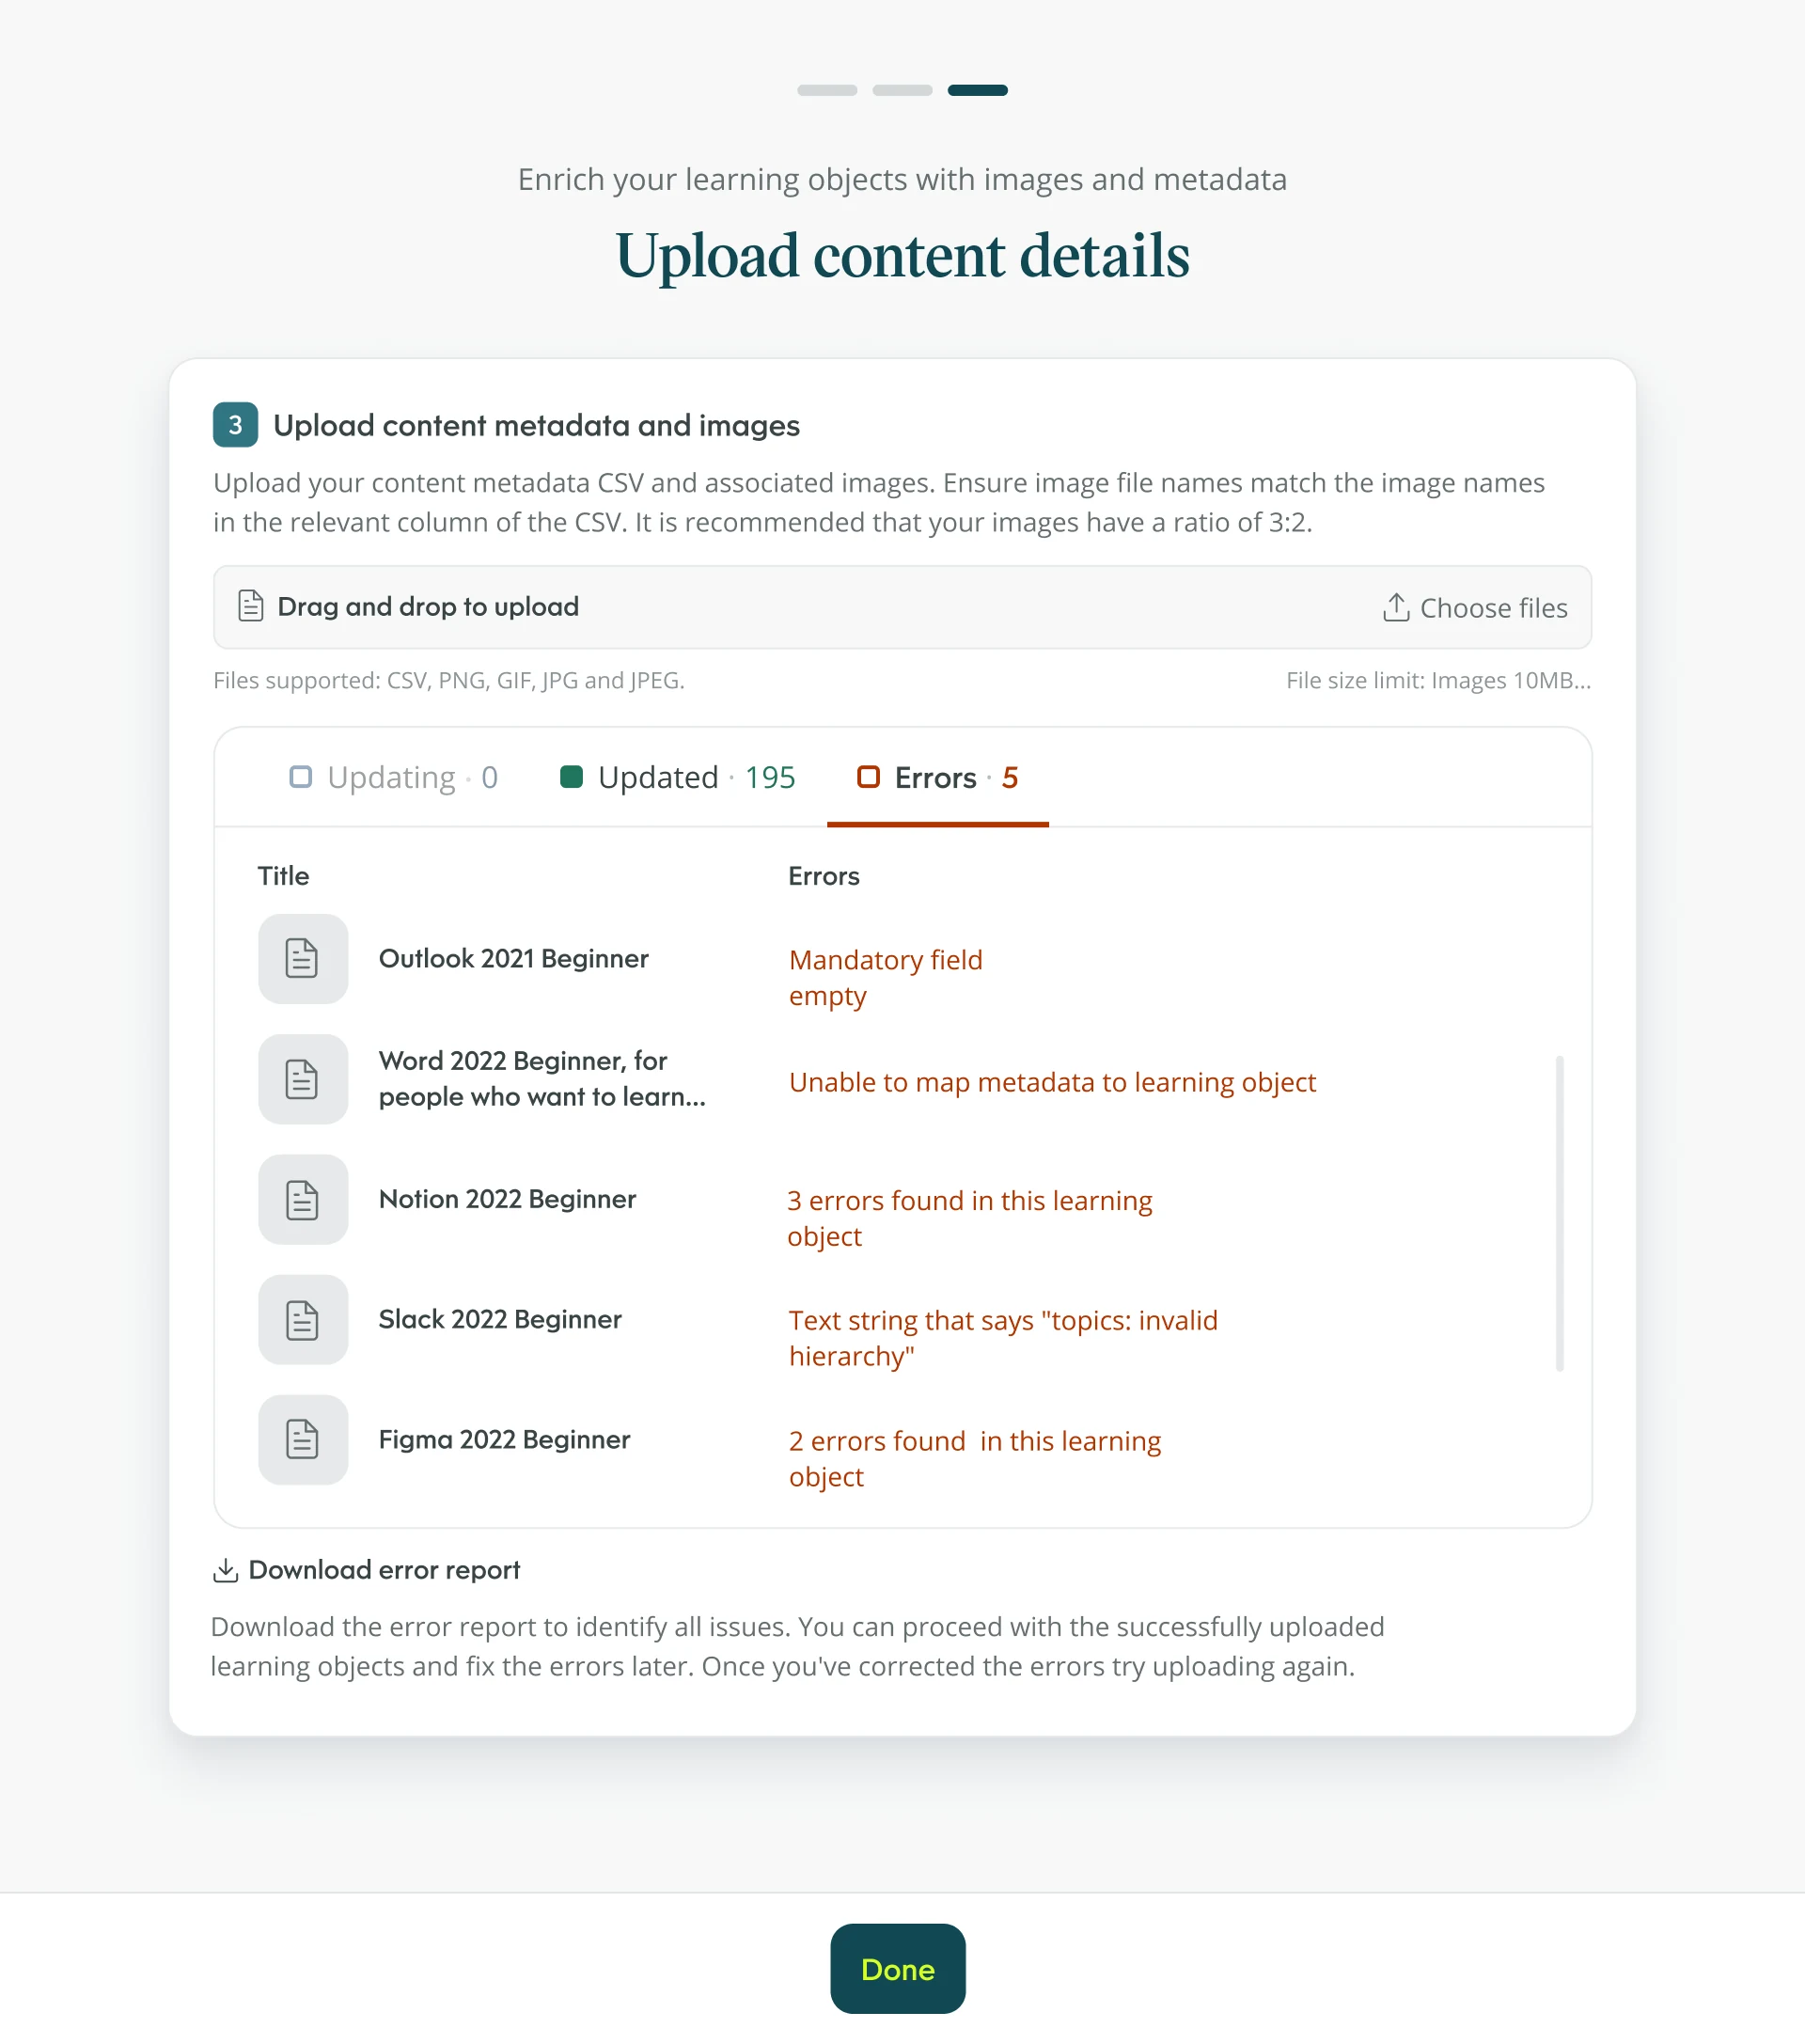 Enrich your learning objects with images and metadata
Upload content details
3 Upload content metadata and images
Upload your content metadata CSV and associated images. Ensure image file names match the image names
in the relevant column of the CSV. It is recommended that your images have a ratio of 3:2.
Drag and drop to upload
Choose files
Files supported: CSV, PNG, GIF, JPG and JPEG.
File size limit: Images 10MB...
Updating · 0
Updated · 195
Errors · 5
Title
Errors
Outlook 2021 Beginner
Mandatory field
empty
Word 2022 Beginner, for
people who want to learn...
Unable to map metadata to learning object
Notion 2022 Beginner
3 errors found in this learning
object
Slack 2022 Beginner
Text string that says "topics: invalid
hierarchy"
Figma 2022 Beginner
2 errors found  in this learning
object
Download error report
Download the error report to identify all issues. You can proceed with the successfully uploaded
learning objects and fix the errors later. Once you've corrected the errors try uploading again.
Done